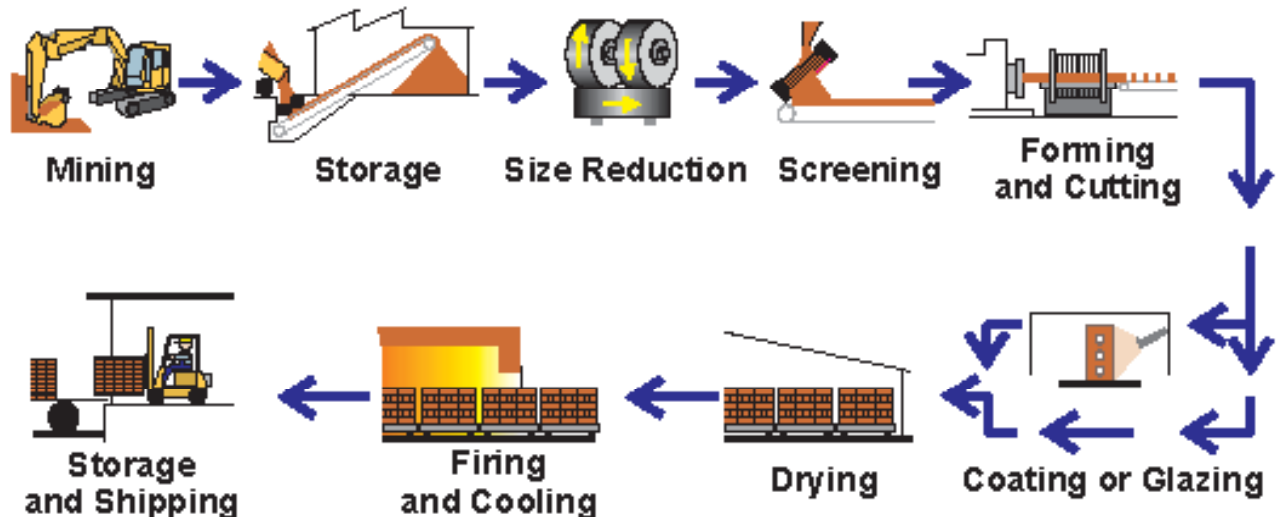 Mining
Storage
Size Reduction
Screening
Forming
and Cutting
Storage
and Shipping
Firing
and Cooling
Drying
Coating or Glazing